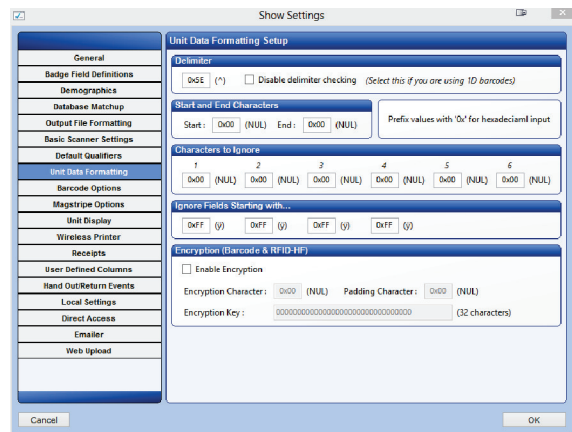 Show Settings
General
Badge Field Definitions
Demographics
Database Matchup
Output File Formatting
Basic Scanner Settings
Default Qualifiers
Unit Data Formatting
Barcode Options
Magstripe Options
Unit Display
Wireless Printer
Receipts
User Defined Columns
Hand Out/Return Events
Local Settings
Direct Access
Emailer
Web Upload
Unit Data Formatting Setup
Delimiter
0x5E (^) Disable delimiter checking (Select this if you are using 1D barcodes)
Start and End Characters
Start: 0x00 (NUL) End: 0x00 (NUL)
Prefix values with '0x' for hexadeciaml input
Characters to Ignore
1 2 3 4 5 6
0x00 (NUL) 0x00 (NUL) 0x00 (NUL) 0x00 (NUL) 0x00 (NUL) 0x00 (NUL)
Ignore Fields Starting with...
0xFF (ÿ) 0xFF (ÿ) 0xFF (ÿ) 0xFF (ÿ)
Encryption (Barcode & RFID-HF)
Enable Encryption
Encryption Character: 0x00 (NUL) Padding Character: 0x00 (NUL)
Encryption Key: 00000000000000000000000000000000 (32 characters)
Cancel OK